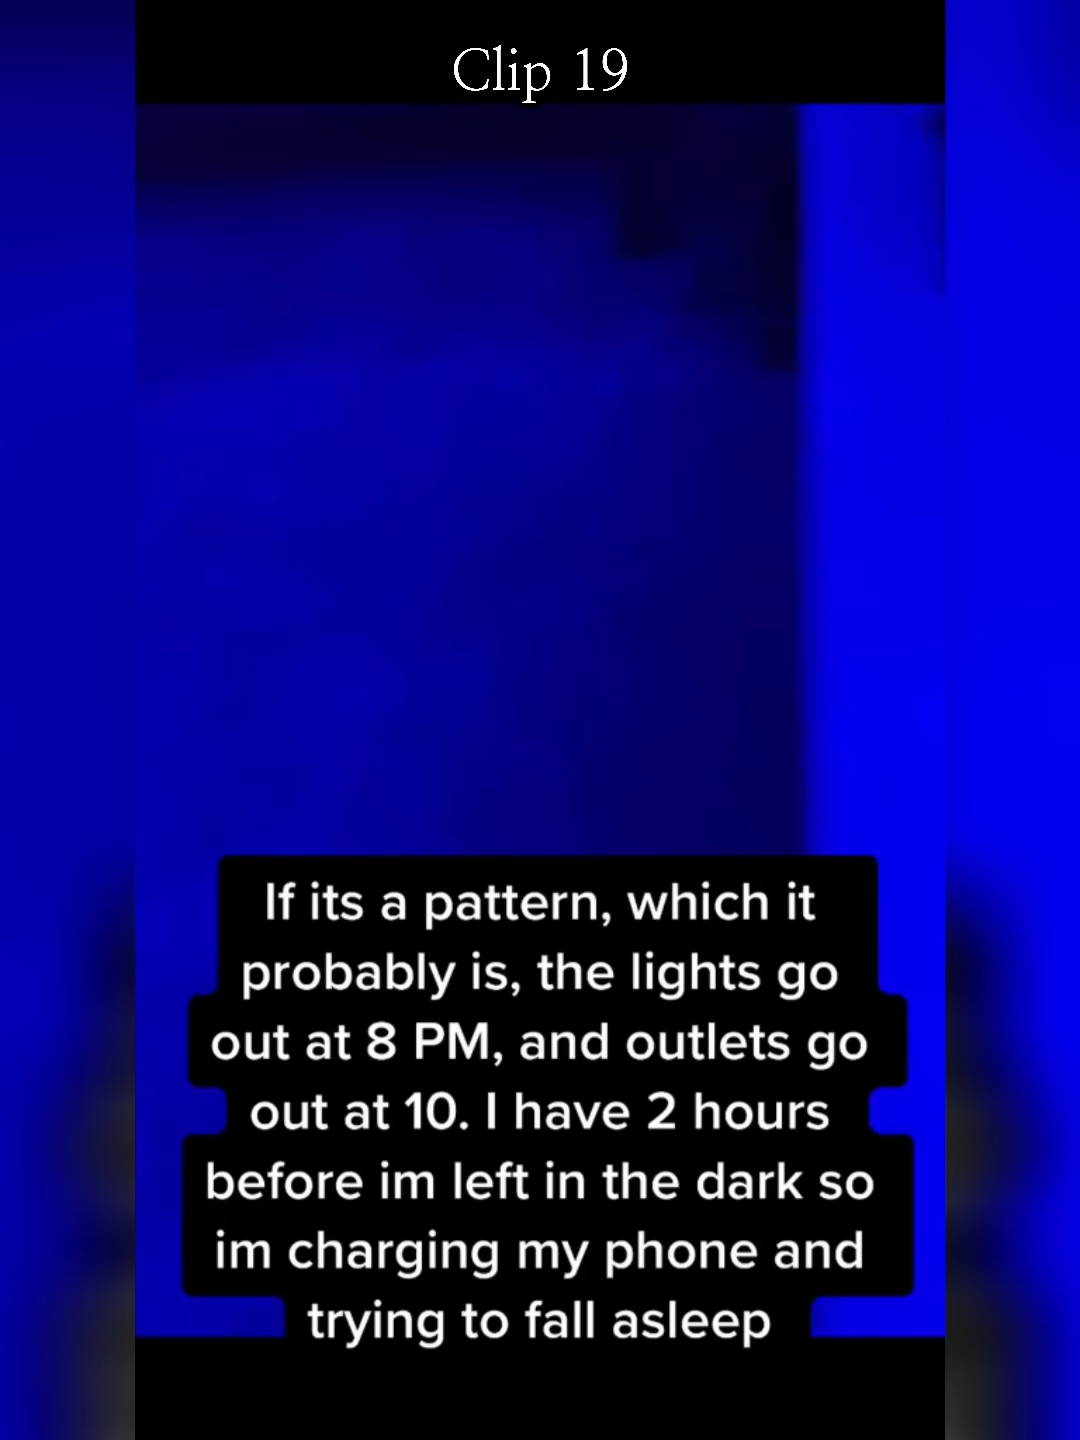 Clip 19
If its a pattern, which it
probably is, the lights go
out at 8 PM, and outlets go
out at 10. I have 2 hours
before im left in the dark so
im charging my phone and
trying to fall asleep